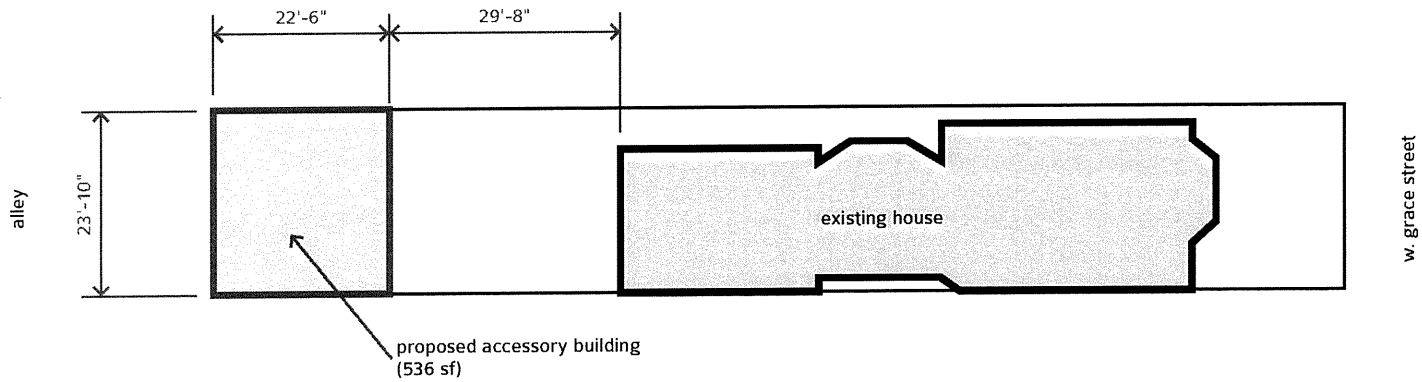 22'-6"
29'-8"
alley
23'-10"
existing house
w. grace street
proposed accessory building
(536 sf)